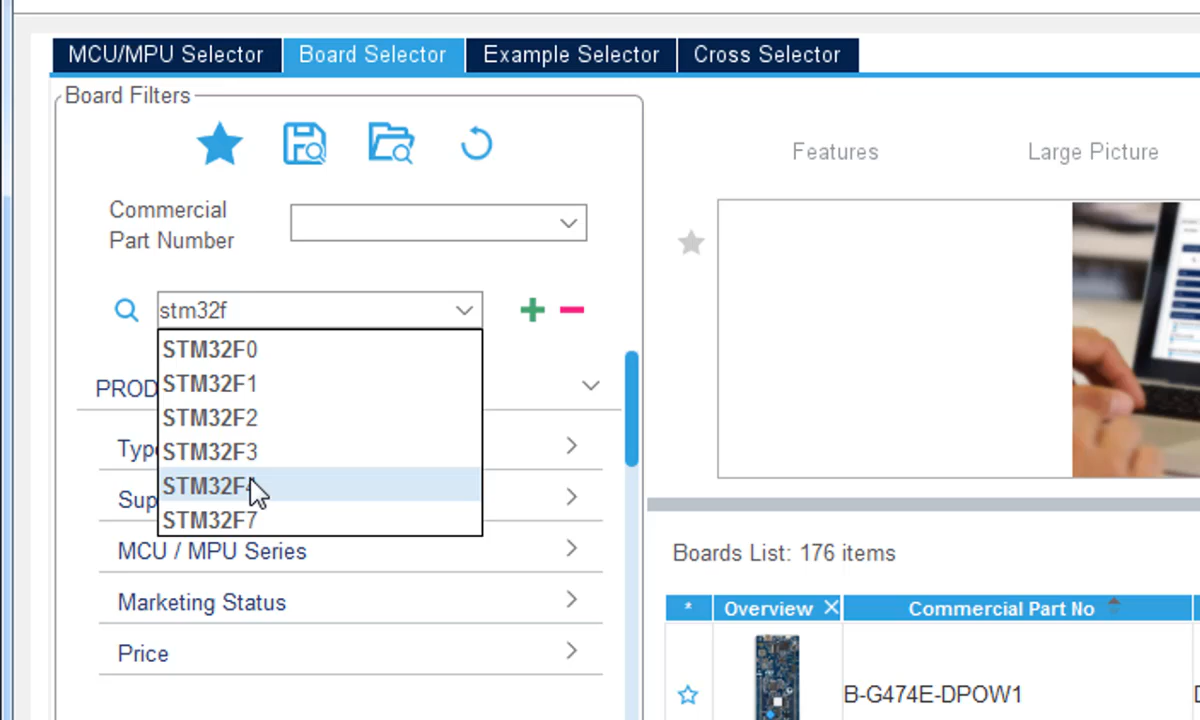 MCU/MPU Selector
Board Selector
Example Selector
Cross Selector
Board Filters
Features
Large Picture
Commercial
Part Number
stm32f
STM32F0
STM32F1
STM32F2
STM32F3
STM32F
STM32F7
PROD
Typ
Sup
MCU / MPU Series
Marketing Status
Price
Boards List: 176 items
*
Overview
Commercial Part No
B-G474E-DPOW1